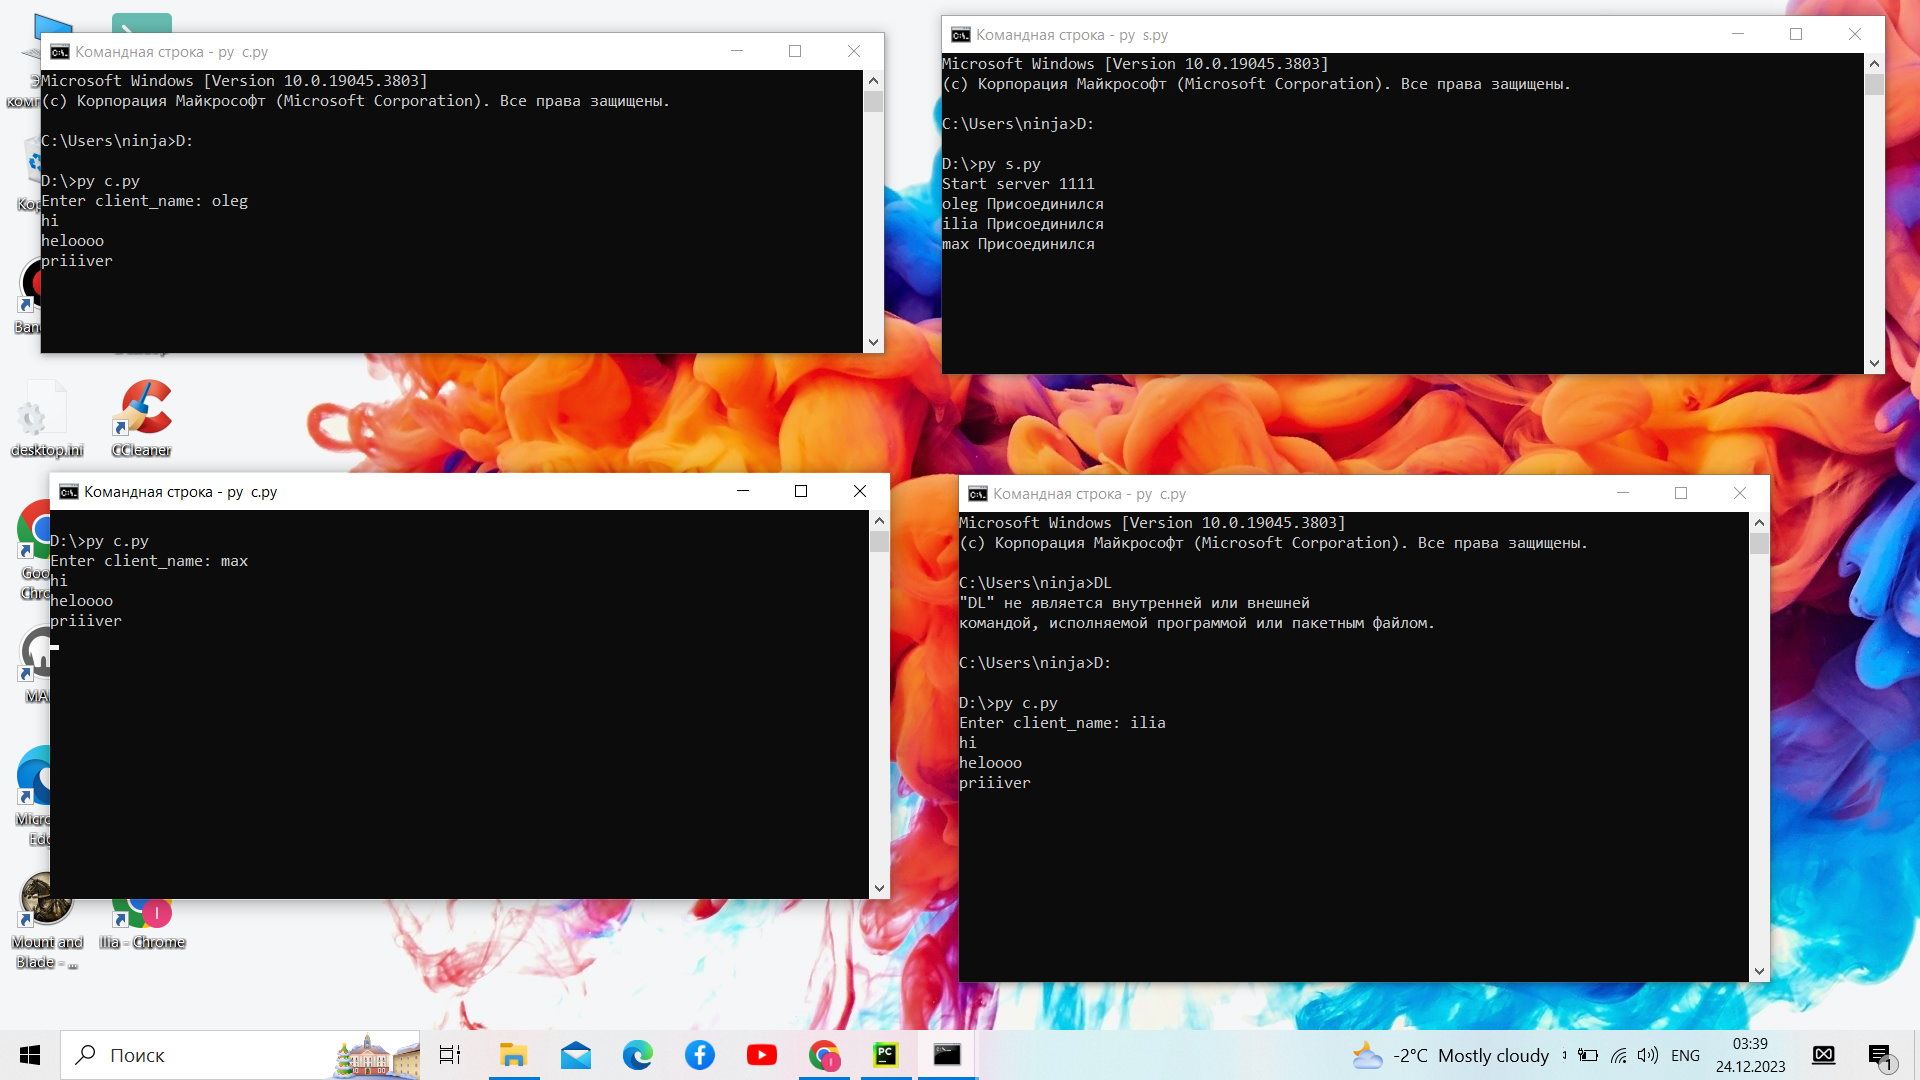 Командная строка - py  c.py
Microsoft Windows [Version 10.0.19045.3803]
(c) Корпорация Майкрософт (Microsoft Corporation). Все права защищены.
C:\Users\ninja>D:
D:\>py c.py
Enter client_name: oleg
hi
heloooo
priiiver
Командная строка - py  s.py
Microsoft Windows [Version 10.0.19045.3803]
(c) Корпорация Майкрософт (Microsoft Corporation). Все права защищены.
C:\Users\ninja>D:
D:\>py s.py
Start server 1111
oleg Присоединился
ilia Присоединился
max Присоединился
desktop.ini
CCleaner
Командная строка - py  c.py
D:\>py c.py
Enter client_name: max
hi
heloooo
priiiver
Командная строка - py  c.py
Microsoft Windows [Version 10.0.19045.3803]
(c) Корпорация Майкрософт (Microsoft Corporation). Все права защищены.
C:\Users\ninja>DL
"DL" не является внутренней или внешней
командой, исполняемой программой или пакетным файлом.
C:\Users\ninja>D:
D:\>py c.py
Enter client_name: ilia
hi
heloooo
priiiver
Mount and
Blade - ...
Ilia - Chrome
Поиск
-2°C Mostly cloudy
ENG
03:39
24.12.2023
1